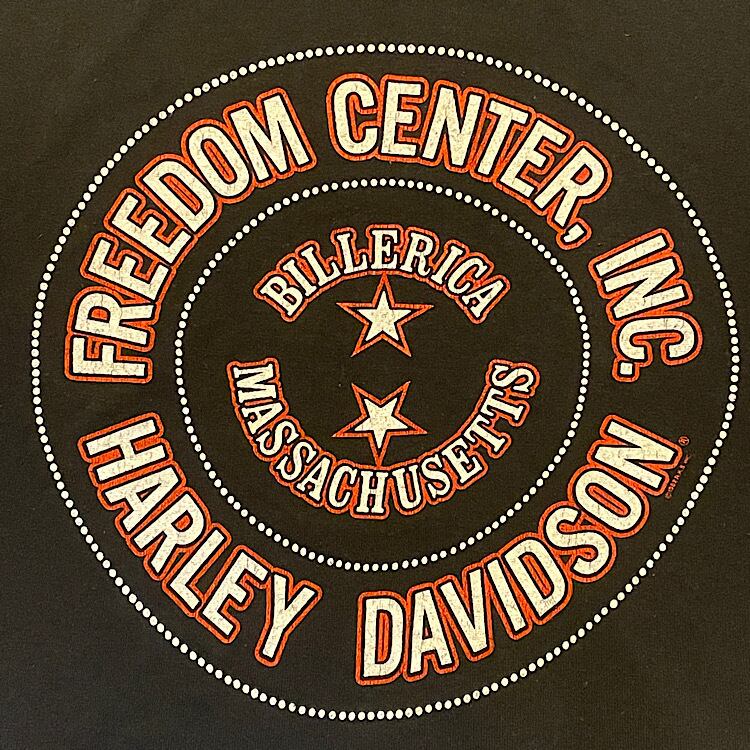 FREEDOM CENTER, INC.
BILLERICA
MASSACHUSETTS
HARLEY DAVIDSON
®